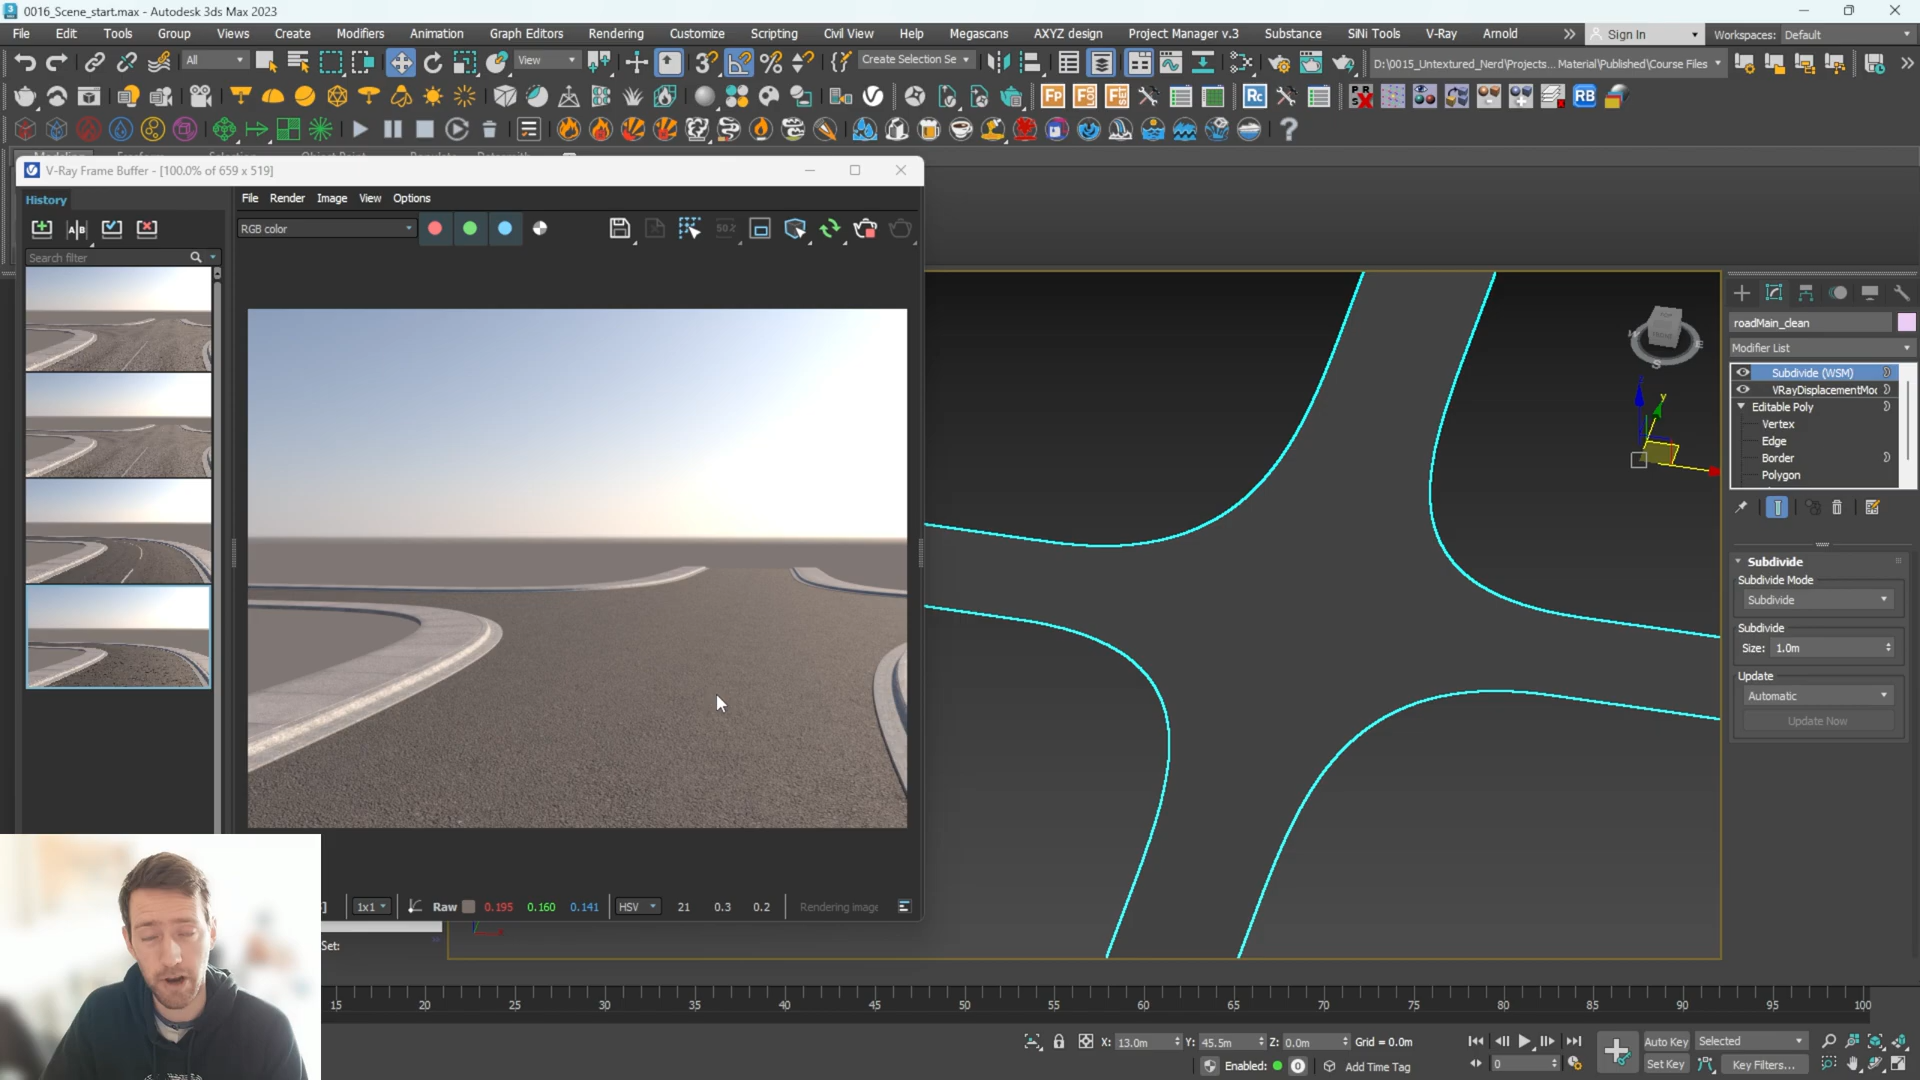 0016_Scene_start.max - Autodesk 3ds Max 2023
File Edit Tools Group Views Create Modifiers Animation Graph Editors Rendering Customize Scripting Civil View Help Megascans AXYZ design Project Manager v.3 Substance SiNi Tools V-Ray Arnold Sign In Workspaces: Default
All View Create Selection Se D:\0015_Untextured_Nerd\Projects... Material\Published\Course Files
V-Ray Frame Buffer - [100.0% of 659 x 519]
History
File Render Image View Options
RGB color
50%
Search filter
roadMain_clean
Modifier List
Subdivide (WSM)
VRayDisplacementMod
Editable Poly
Vertex
Edge
Border
Polygon
Subdivide
Subdivide Mode
Subdivide
Subdivide
Size: 1.0m
Update
Automatic
Update Now
] 1x1 Raw 0.195 0.160 0.141 HSV 21 0.3 0.2 Rendering image
Set:
15 20 25 30 35 40 45 50 55 60 65 70 75 80 85 90 95 100
X: 13.0m Y: 45.5m Z: 0.0m Grid = 0.0m
Auto Key Selected
Enabled: 0 Add Time Tag
0
Set Key Key Filters...